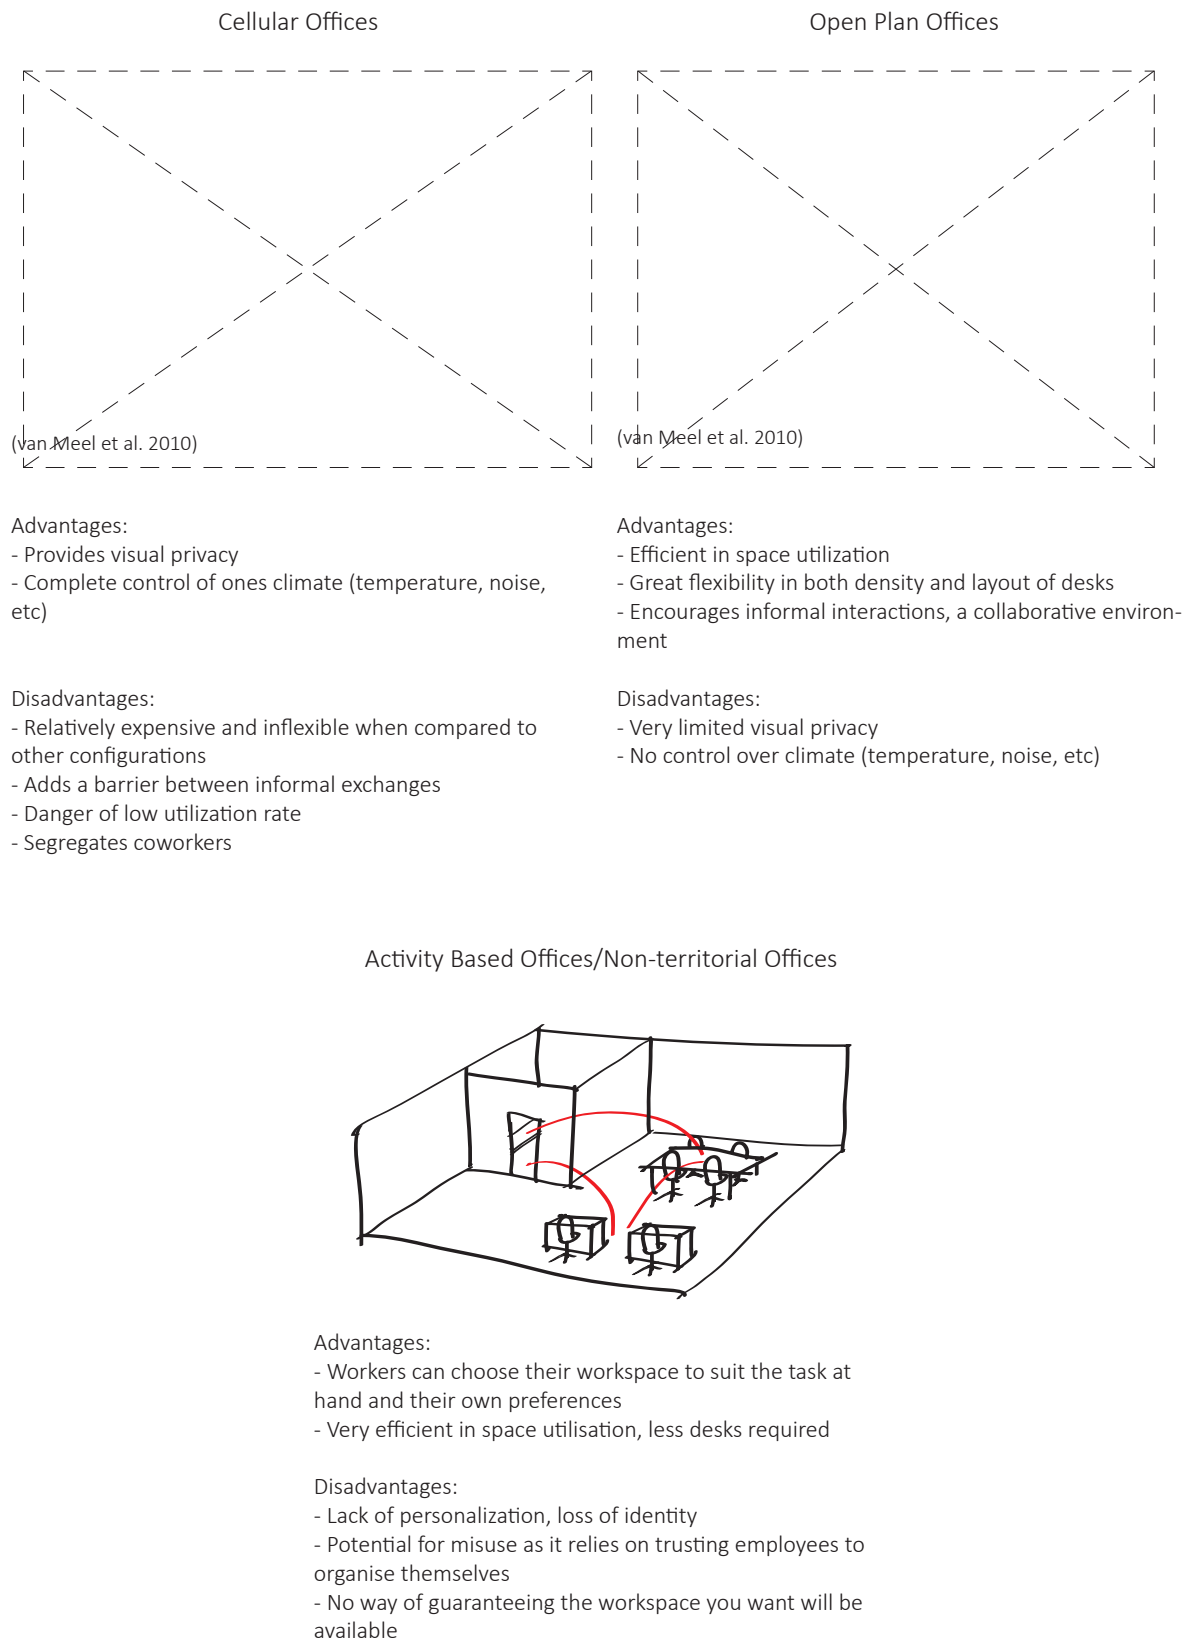 Cellular Offices
(van Meel et al. 2010)
Advantages:
- Provides visual privacy
- Complete control of ones climate (temperature, noise,
etc)
Disadvantages:
- Relatively expensive and inflexible when compared to
other configurations
- Adds a barrier between informal exchanges
- Danger of low utilization rate
- Segregates coworkers
Open Plan Offices
(van Meel et al. 2010)
Advantages:
- Efficient in space utilization
- Great flexibility in both density and layout of desks
- Encourages informal interactions, a collaborative environ-
ment
Disadvantages:
- Very limited visual privacy
- No control over climate (temperature, noise, etc)
Activity Based Offices/Non-territorial Offices
Advantages:
- Workers can choose their workspace to suit the task at
hand and their own preferences
- Very efficient in space utilisation, less desks required
Disadvantages:
- Lack of personalization, loss of identity
- Potential for misuse as it relies on trusting employees to
organise themselves
- No way of guaranteeing the workspace you want will be
available